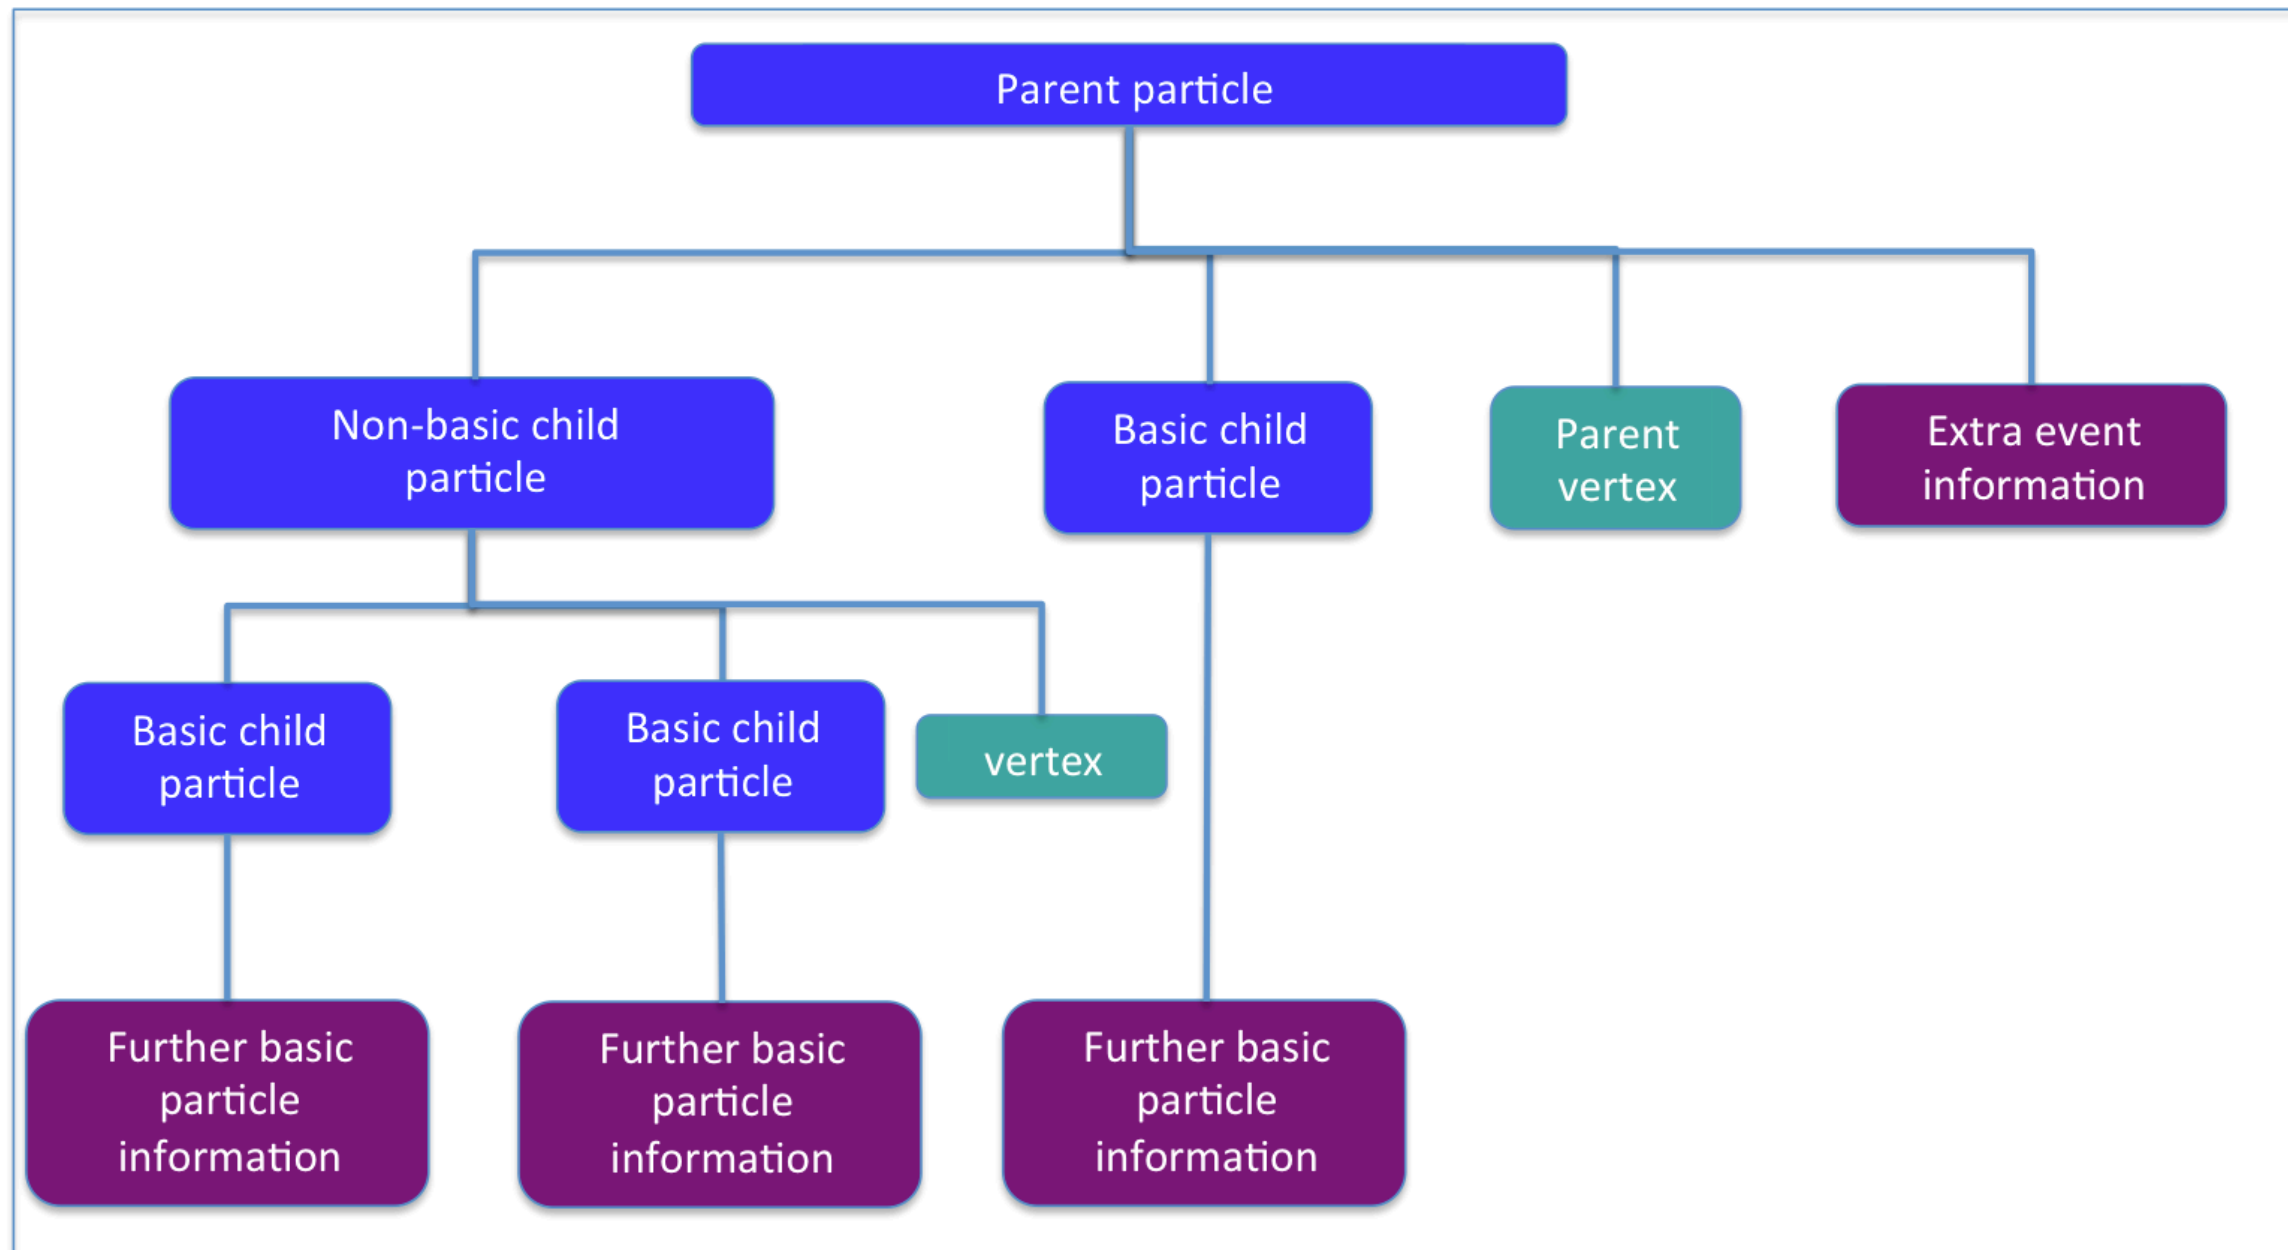 Parent particle
Non-basic child
particle
Basic child
particle
Parent
vertex
Extra event
information
Basic child
particle
Basic child
particle
vertex
Further basic
particle
information
Further basic
particle
information
Further basic
particle
information